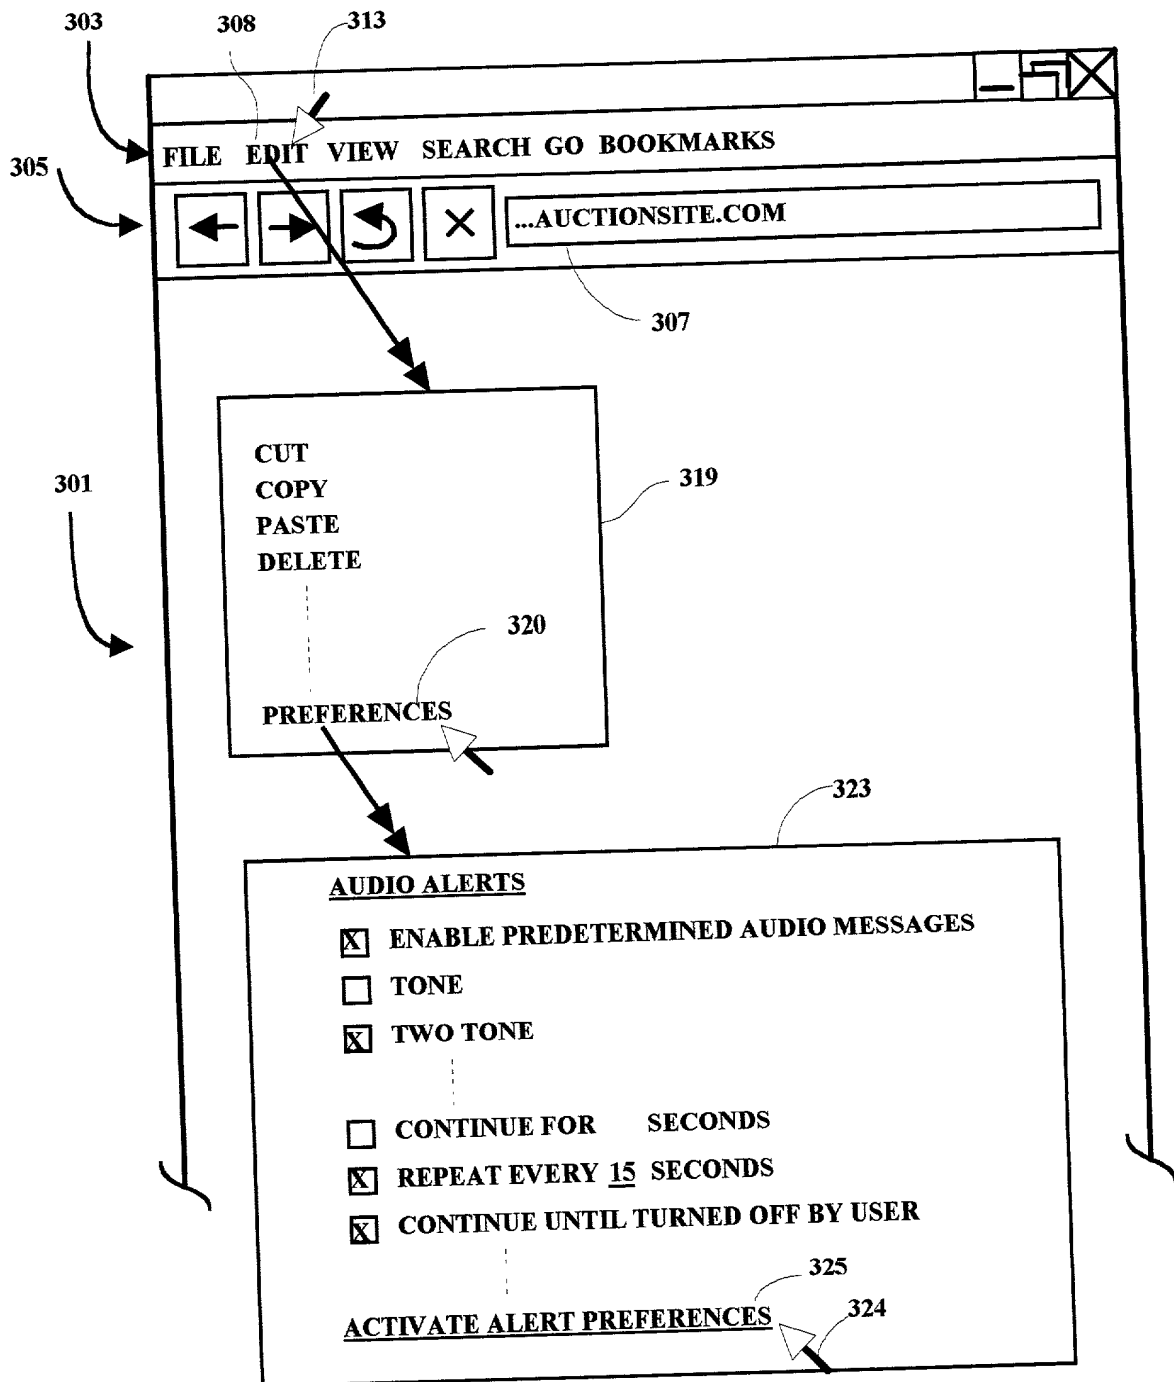 303
308
313
FILE EDIT VIEW SEARCH GO BOOKMARKS
305
...AUCTIONSITE.COM
307
CUT
COPY
PASTE
DELETE
319
301
320
PREFERENCES
323
AUDIO ALERTS
X ENABLE PREDETERMINED AUDIO MESSAGES
TONE
X TWO TONE
CONTINUE FOR SECONDS
X REPEAT EVERY 15 SECONDS
X CONTINUE UNTIL TURNED OFF BY USER
325
324
ACTIVATE ALERT PREFERENCES